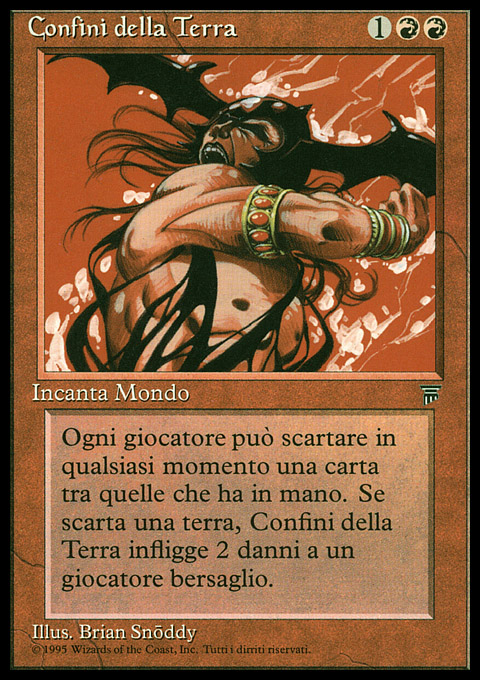 Confini della Terra 1
Incanta Mondo
Ogni giocatore può scartare in
qualsiasi momento una carta
tra quelle che ha in mano. Se
scarta una terra, Confini della
Terra infligge 2 danni a un
giocatore bersaglio.
Illus. Brian Snōddy
© 1995 Wizards of the Coast, Inc. Tutti i diritti riservati.